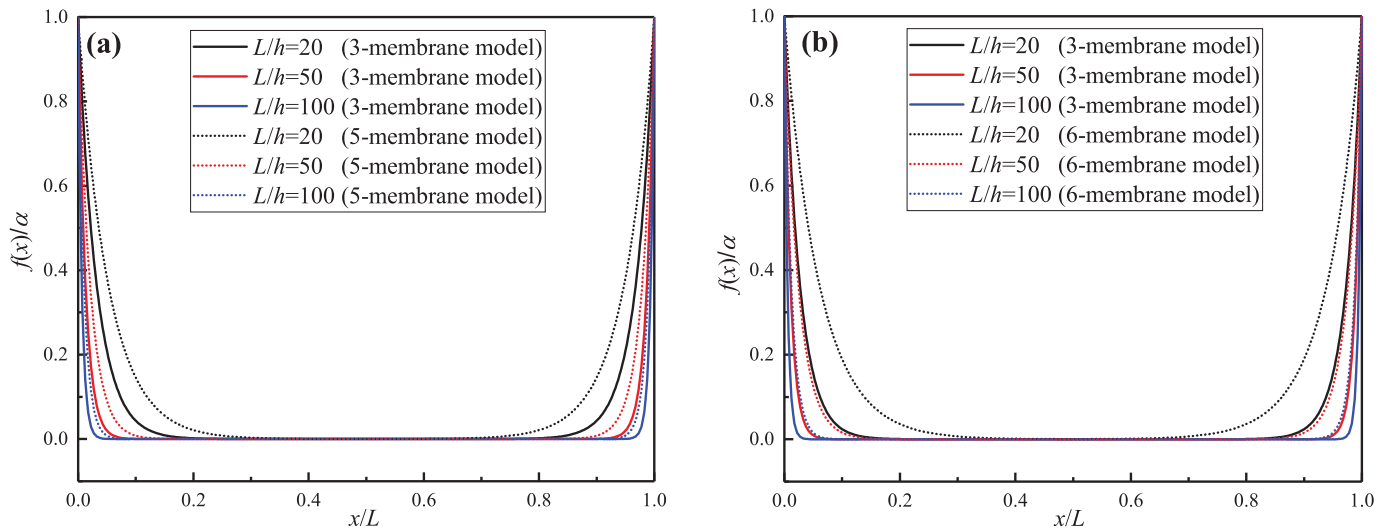 (a)
L/h=20 (3-membrane model)
L/h=50 (3-membrane model)
L/h=100 (3-membrane model)
L/h=20 (5-membrane model)
L/h=50 (5-membrane model)
L/h=100 (5-membrane model)
1.0
0.8
0.6
0.4
0.2
0.0
f(x)/α
0.0 0.2 0.4 0.6 0.8 1.0
x/L
(b)
L/h=20 (3-membrane model)
L/h=50 (3-membrane model)
L/h=100 (3-membrane model)
L/h=20 (6-membrane model)
L/h=50 (6-membrane model)
L/h=100 (6-membrane model)
1.0
0.8
0.6
0.4
0.2
0.0
f(x)/α
0.0 0.2 0.4 0.6 0.8 1.0
x/L